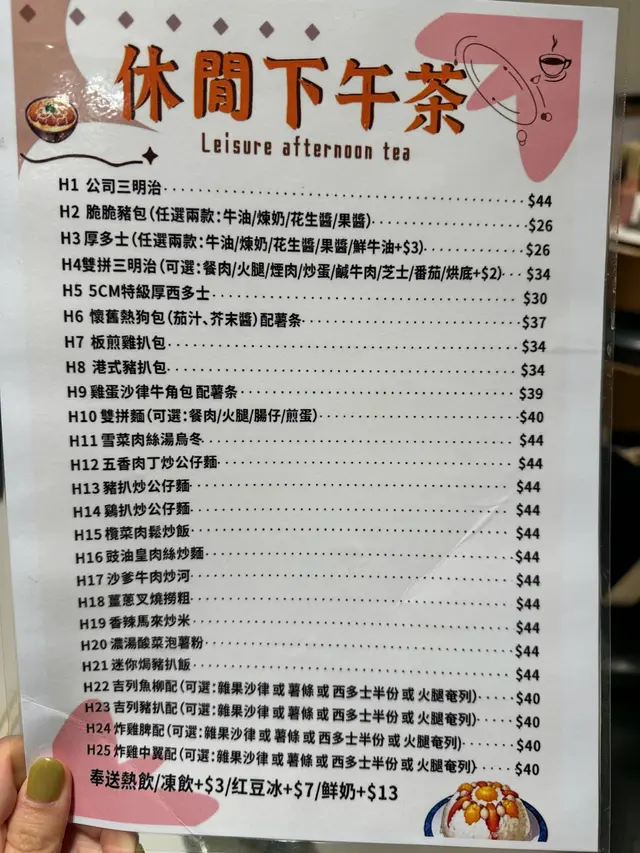 休閒下午茶
Leisure afternoon tea
H1 公司三明治 $44
H2 脆脆豬包(任選兩款:牛油/煉奶/花生醬/果醬) $26
H3 厚多士(任選兩款:牛油/煉奶/花生醬/果醬/鮮牛油+$3) $26
H4 雙拼三明治(可選:餐肉/火腿/煙肉/炒蛋/鹹牛肉/芝士/番茄/烘底+$2) $34
H5 5CM特級厚西多士 $30
H6 懷舊熱狗包(茄汁、芥末醬)配薯条 $37
H7 板煎雞扒包 $34
H8 港式豬扒包 $34
H9 雞蛋沙律牛角包 配薯条 $39
H10 雙拼麵(可選:餐肉/火腿/腸仔/煎蛋) $40
H11 雪菜肉絲湯烏冬 $44
H12 五香肉丁炒公仔麵 $44
H13 豬扒炒公仔麵 $44
H14 鷄扒炒公仔麵 $44
H15 欖菜肉鬆炒飯 $44
H16 豉油皇肉絲炒麵 $44
H17 沙爹牛肉炒河 $44
H18 薑蔥叉燒撈粗 $44
H19 香辣馬來炒米 $44
H20 濃湯酸菜泡薯粉 $44
H21 迷你焗豬扒飯 $44
H22 吉列魚柳配(可選:雜果沙律 或 薯條 或 西多士半份 或 火腿奄列) $40
H23 吉列豬扒配(可選:雜果沙律 或 薯條 或 西多士半份 或 火腿奄列) $40
H24 炸雞脾配(可選:雜果沙律 或 薯條 或 西多士半份 或 火腿奄列) $40
H25 炸雞中翼配(可選:雜果沙律 或 薯條 或 西多士半份 或 火腿奄列) $40
奉送熱飲/凍飲+$3/红豆冰+$7/鮮奶+$13